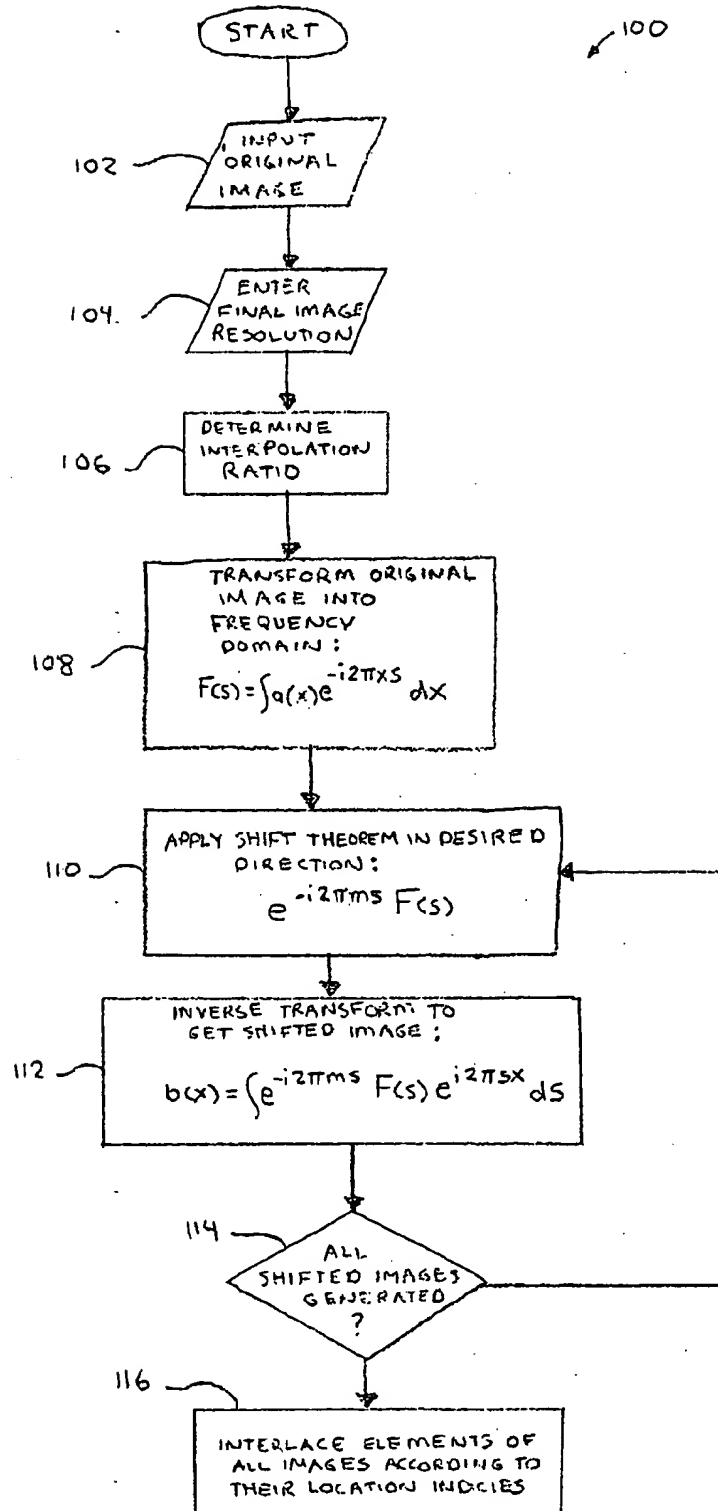 START
100
102
INPUT
ORIGINAL
IMAGE
104.
ENTER
FINAL IMAGE
RESOLUTION
106
DETERMINE
INTERPOLATION
RATIO
108
TRANSFORM ORIGINAL
IMAGE INTO
FREQUENCY
DOMAIN:
F(s) = ∫a(x)e^-i2πxs dx
110
APPLY SHIFT THEOREM IN DESIRED
DIRECTION:
e^-i2πms F(s)
112
INVERSE TRANSFORM TO
GET SHIFTED IMAGE:
b(x) = ∫e^-i2πms F(s) e^i2πsx ds
114
ALL
SHIFTED IMAGES
GENERATED
?
116
INTERLACE ELEMENTS OF
ALL IMAGES ACCORDING TO
THEIR LOCATION INDICIES